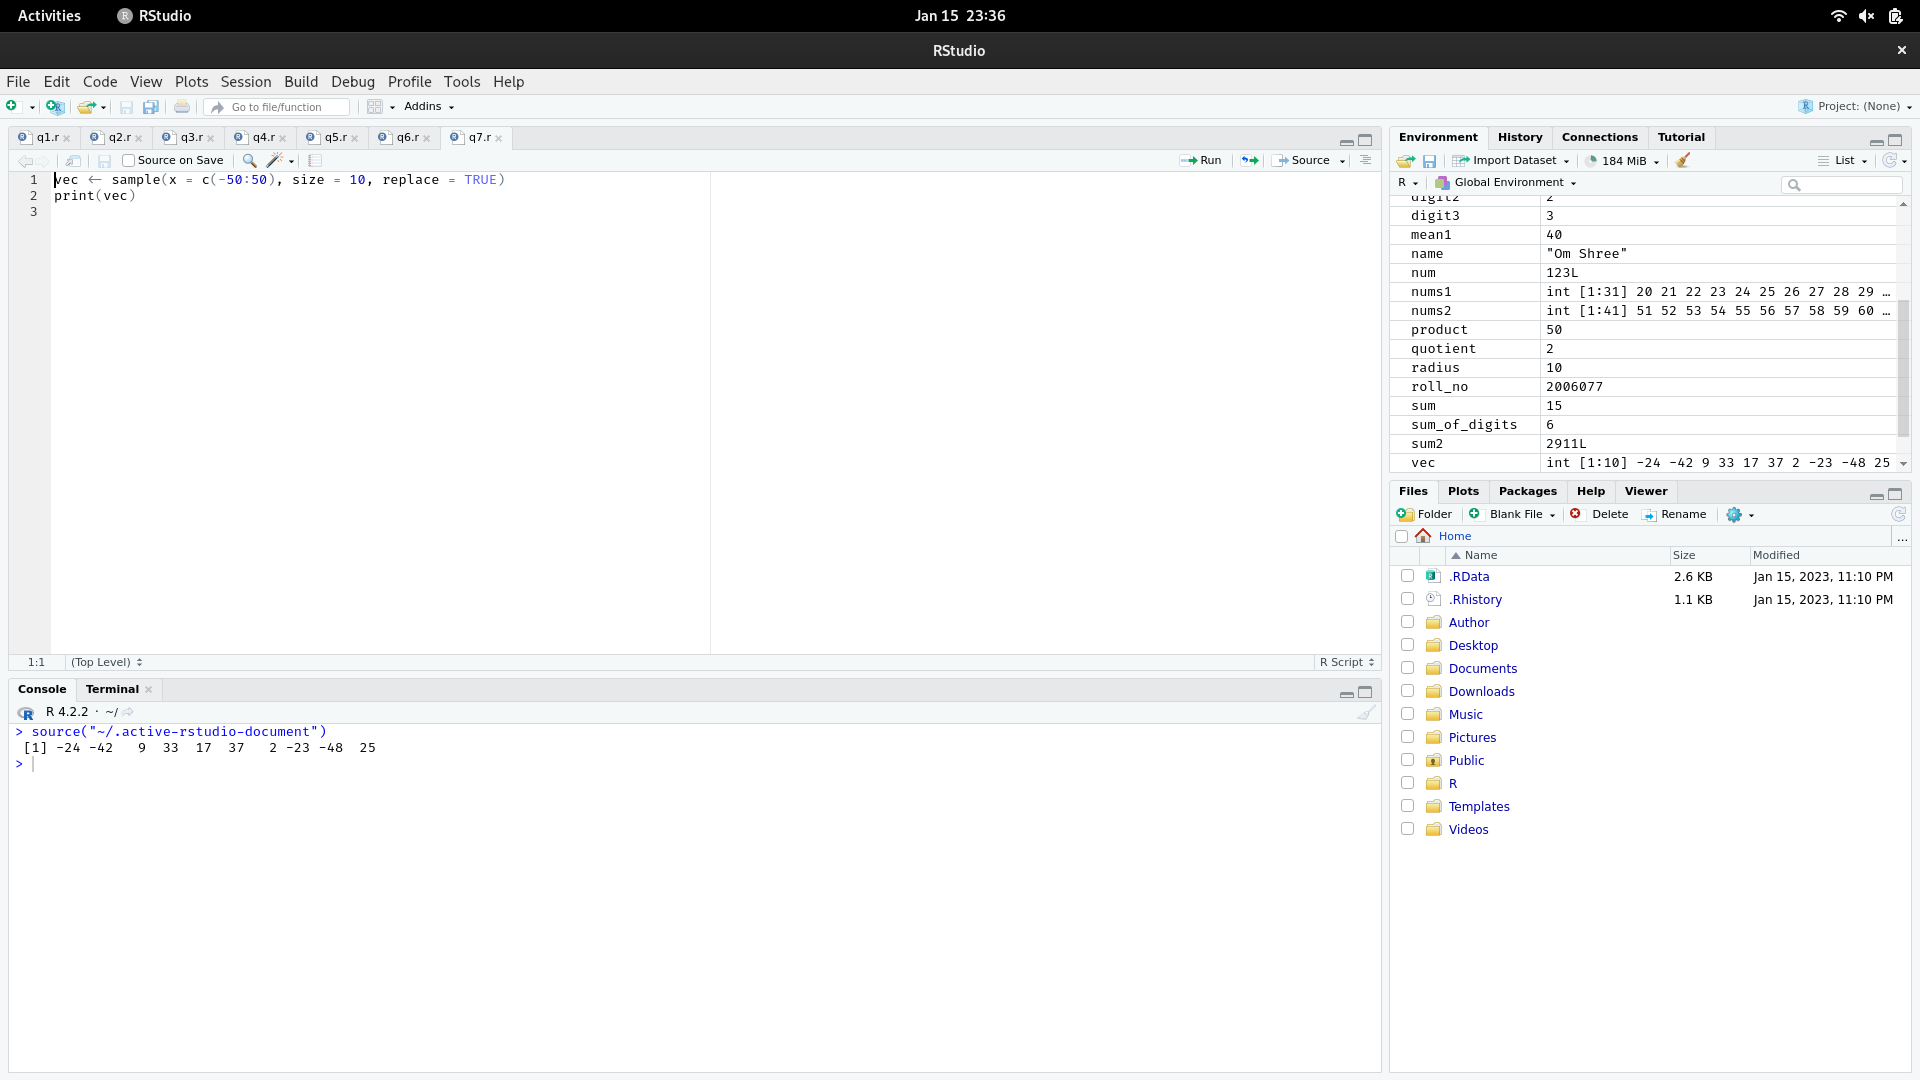 Activities RStudio Jan 15 23:36
RStudio
File Edit Code View Plots Session Build Debug Profile Tools Help
Go to file/function Addins Project: (None)
q1.r q2.r q3.r q4.r q5.r q6.r q7.r
Source on Save Run Source
1 vec <- sample(x = c(-50:50), size = 10, replace = TRUE)
2 print(vec)
3
1:1 (Top Level) R Script
Console Terminal
R 4.2.2 · ~/
> source("~/.active-rstudio-document")
[1] -24 -42 9 33 17 37 2 -23 -48 25
>
Environment History Connections Tutorial
Import Dataset 184 MiB List
R Global Environment
digit2 2
digit3 3
mean1 40
name "Om Shree"
num 123L
nums1 int [1:31] 20 21 22 23 24 25 26 27 28 29 …
nums2 int [1:41] 51 52 53 54 55 56 57 58 59 60 …
product 50
quotient 2
radius 10
roll_no 2006077
sum 15
sum_of_digits 6
sum2 2911L
vec int [1:10] -24 -42 9 33 17 37 2 -23 -48 25
Files Plots Packages Help Viewer
Folder Blank File Delete Rename
Home ...
Name Size Modified
.RData 2.6 KB Jan 15, 2023, 11:10 PM
.Rhistory 1.1 KB Jan 15, 2023, 11:10 PM
Author
Desktop
Documents
Downloads
Music
Pictures
Public
R
Templates
Videos